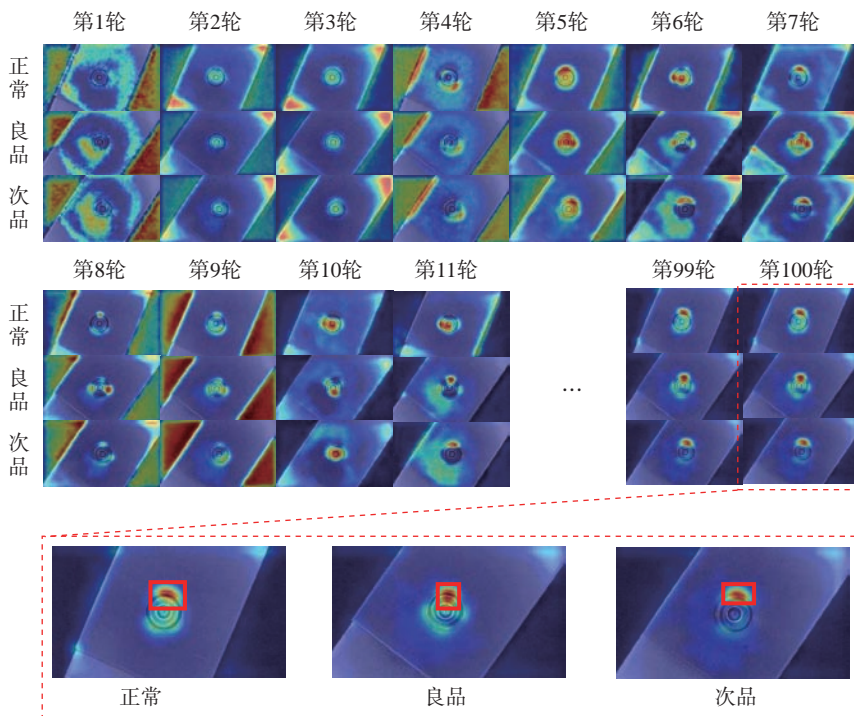 第1轮 第2轮 第3轮 第4轮 第5轮 第6轮 第7轮
正常
良品
次品
第8轮 第9轮 第10轮 第11轮 第99轮 第100轮
正常
良品
次品
...
正常 良品 次品